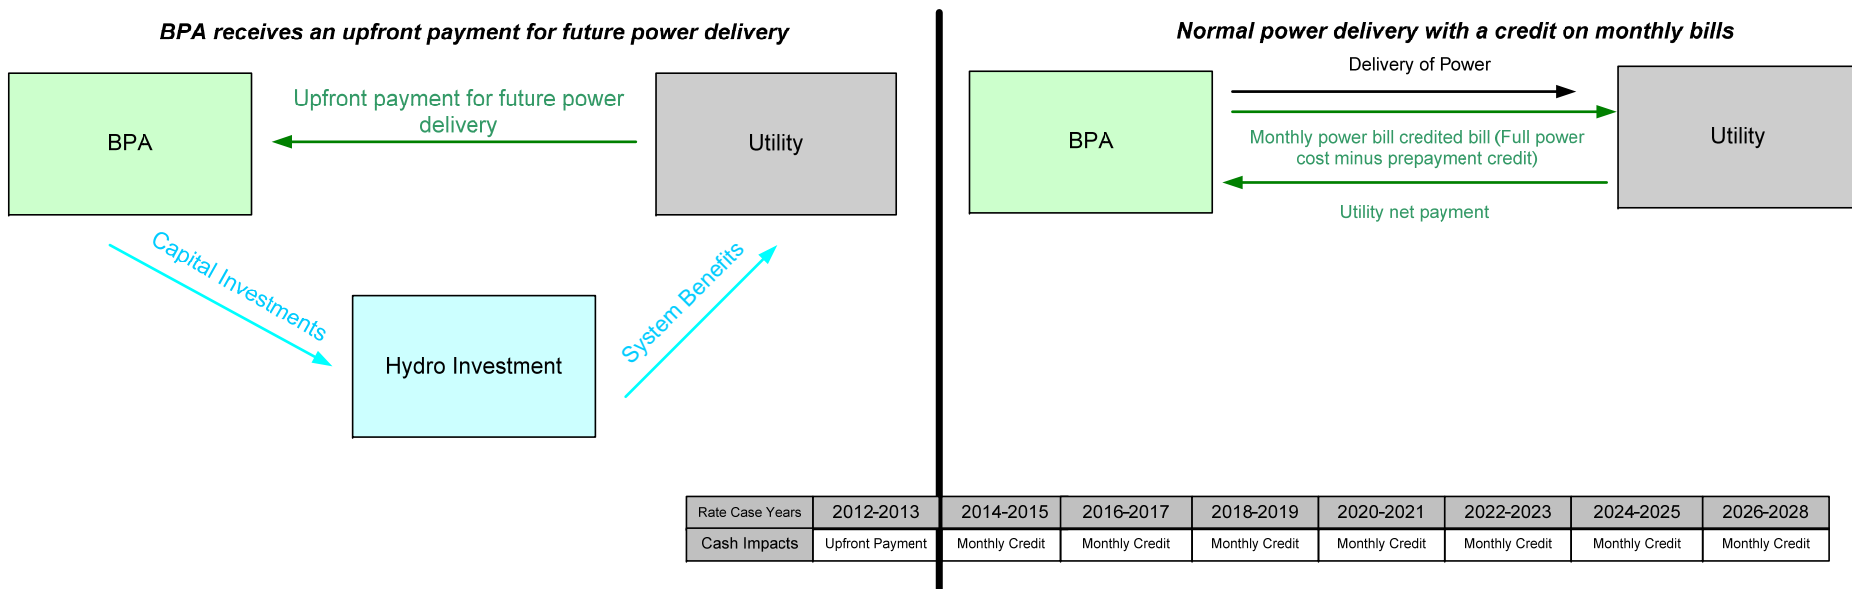 BPA receives an upfront payment for future power delivery
Upfront payment for future power
delivery
BPA
Utility
Capital Investments
System Benefits
Hydro Investment
Normal power delivery with a credit on monthly bills
Delivery of Power
BPA
Utility
Monthly power bill credited bill (Full power
cost minus prepayment credit)
Utility net payment
Rate Case Years 2012-2013 2014-2015 2016-2017 2018-2019 2020-2021 2022-2023 2024-2025 2026-2028
Cash Impacts Upfront Payment Monthly Credit Monthly Credit Monthly Credit Monthly Credit Monthly Credit Monthly Credit Monthly Credit